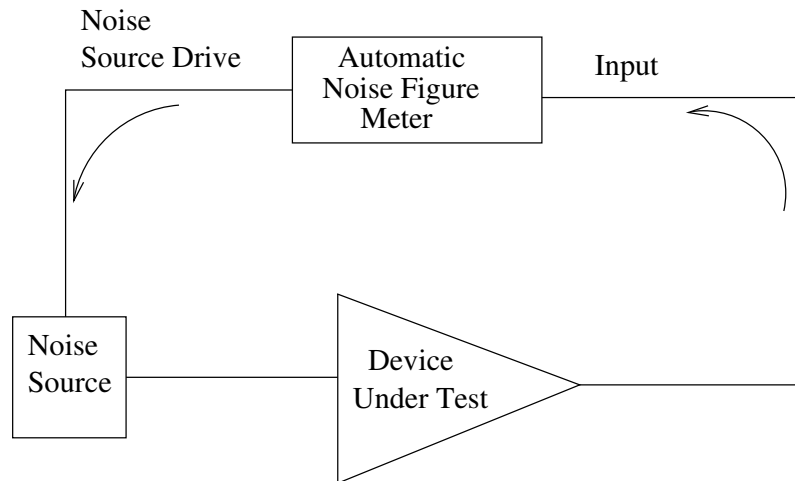 Noise
Source Drive
Automatic
Noise Figure
Meter
Input
Noise
Source
Device
Under Test